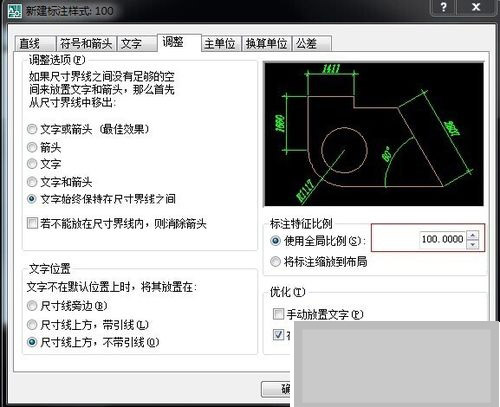 新建标注样式: 100
直线 符号和箭头 文字 调整 主单位 换算单位 公差
调整选项(F)
如果尺寸界线之间没有足够的空
间来放置文字和箭头，那么首先
从尺寸界线中移出:
文字或箭头 (最佳效果)
箭头
文字
文字和箭头
文字始终保持在尺寸界线之间
若不能放在尺寸界线内，则消除箭头
文字位置
文字不在默认位置上时，将其放置在:
尺寸线旁边(B)
尺寸线上方，带引线(L)
尺寸线上方，不带引线(O)
1411
1660
2607
60°
R1117
标注特征比例
使用全局比例(S): 100.0000
将标注缩放到布局
优化(T)
手动放置文字(P)